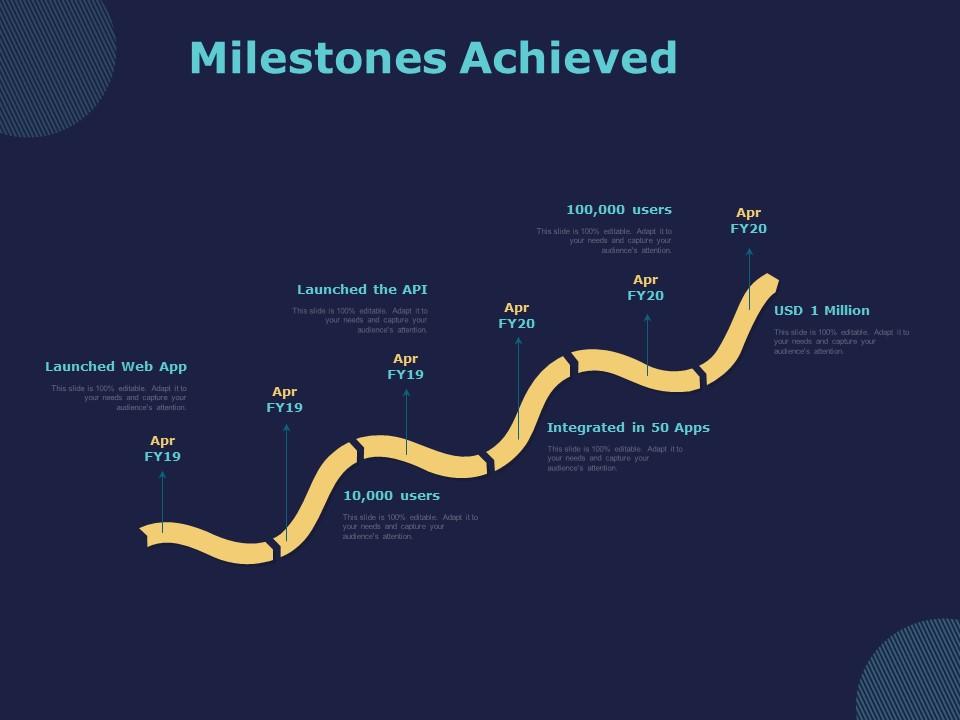 Milestones Achieved
100,000 users
This slide is 100% editable. Adapt it to
your needs and capture your
audience's attention.
Apr
FY20
Apr
FY20
Launched the API
This slide is 100% editable. Adapt it to
your needs and capture your
audience's attention.
Apr
FY20
USD 1 Million
This slide is 100% editable. Adapt it to
your needs and capture your
audience's attention.
Apr
FY19
Launched Web App
This slide is 100% editable. Adapt it to
your needs and capture your
audience's attention.
Apr
FY19
Apr
FY19
Integrated in 50 Apps
This slide is 100% editable. Adapt it to
your needs and capture your
audience's attention.
10,000 users
This slide is 100% editable. Adapt it to
your needs and capture your
audience's attention.